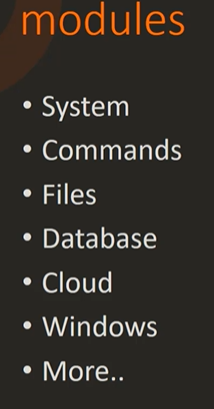 modules
• System
• Commands
• Files
• Database
• Cloud
• Windows
• More..